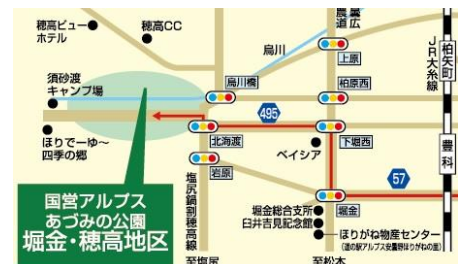 穂高ビュー
ホテル
穂高CC
烏川
農道
広
上原
柏矢町
JR大糸線
須砂渡
キャンプ場
烏川橋
柏原西
495
北海渡
下堀西
ほりでーゆ～
四季の郷
ベイシア
豊科
岩原
57
国営アルプス
あづみの公園
堀金・穂高地区
塩尻鍋割穂高線
堀金総合支所
臼井吉見記念館
堀金
ほりがね物産センター
(道の駅アルプス安曇野ほりがねの里)
至塩尻
至松本